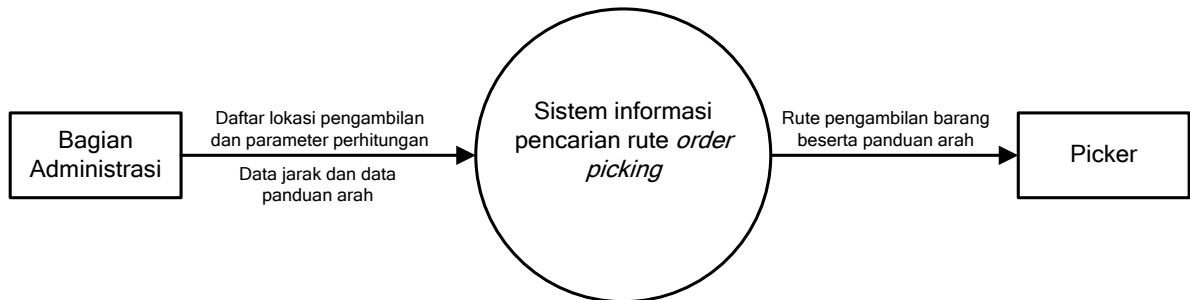 Bagian
Administrasi
Daftar lokasi pengambilan
dan parameter perhitungan
Data jarak dan data
panduan arah
Sistem informasi
pencarian rute order
picking
Rute pengambilan barang
beserta panduan arah
Picker